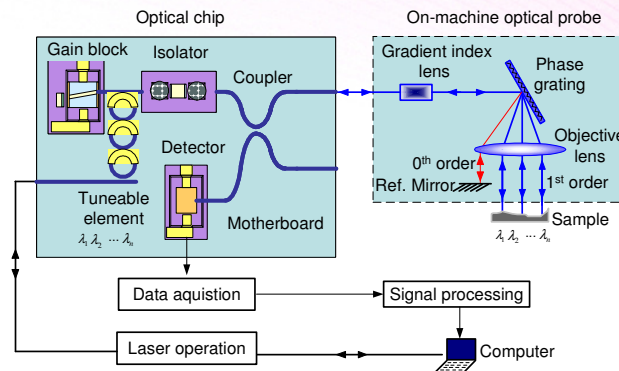 Optical chip
On-machine optical probe
Gain block
Isolator
Coupler
Gradient index
lens
Phase
grating
Objective
lens
Detector
0th order
Ref. Mirror
1st order
Tuneable
element
λ1 λ2 ... λn
Motherboard
Sample
λ1 λ2 ... λn
Data aquistion
Signal processing
Laser operation
Computer